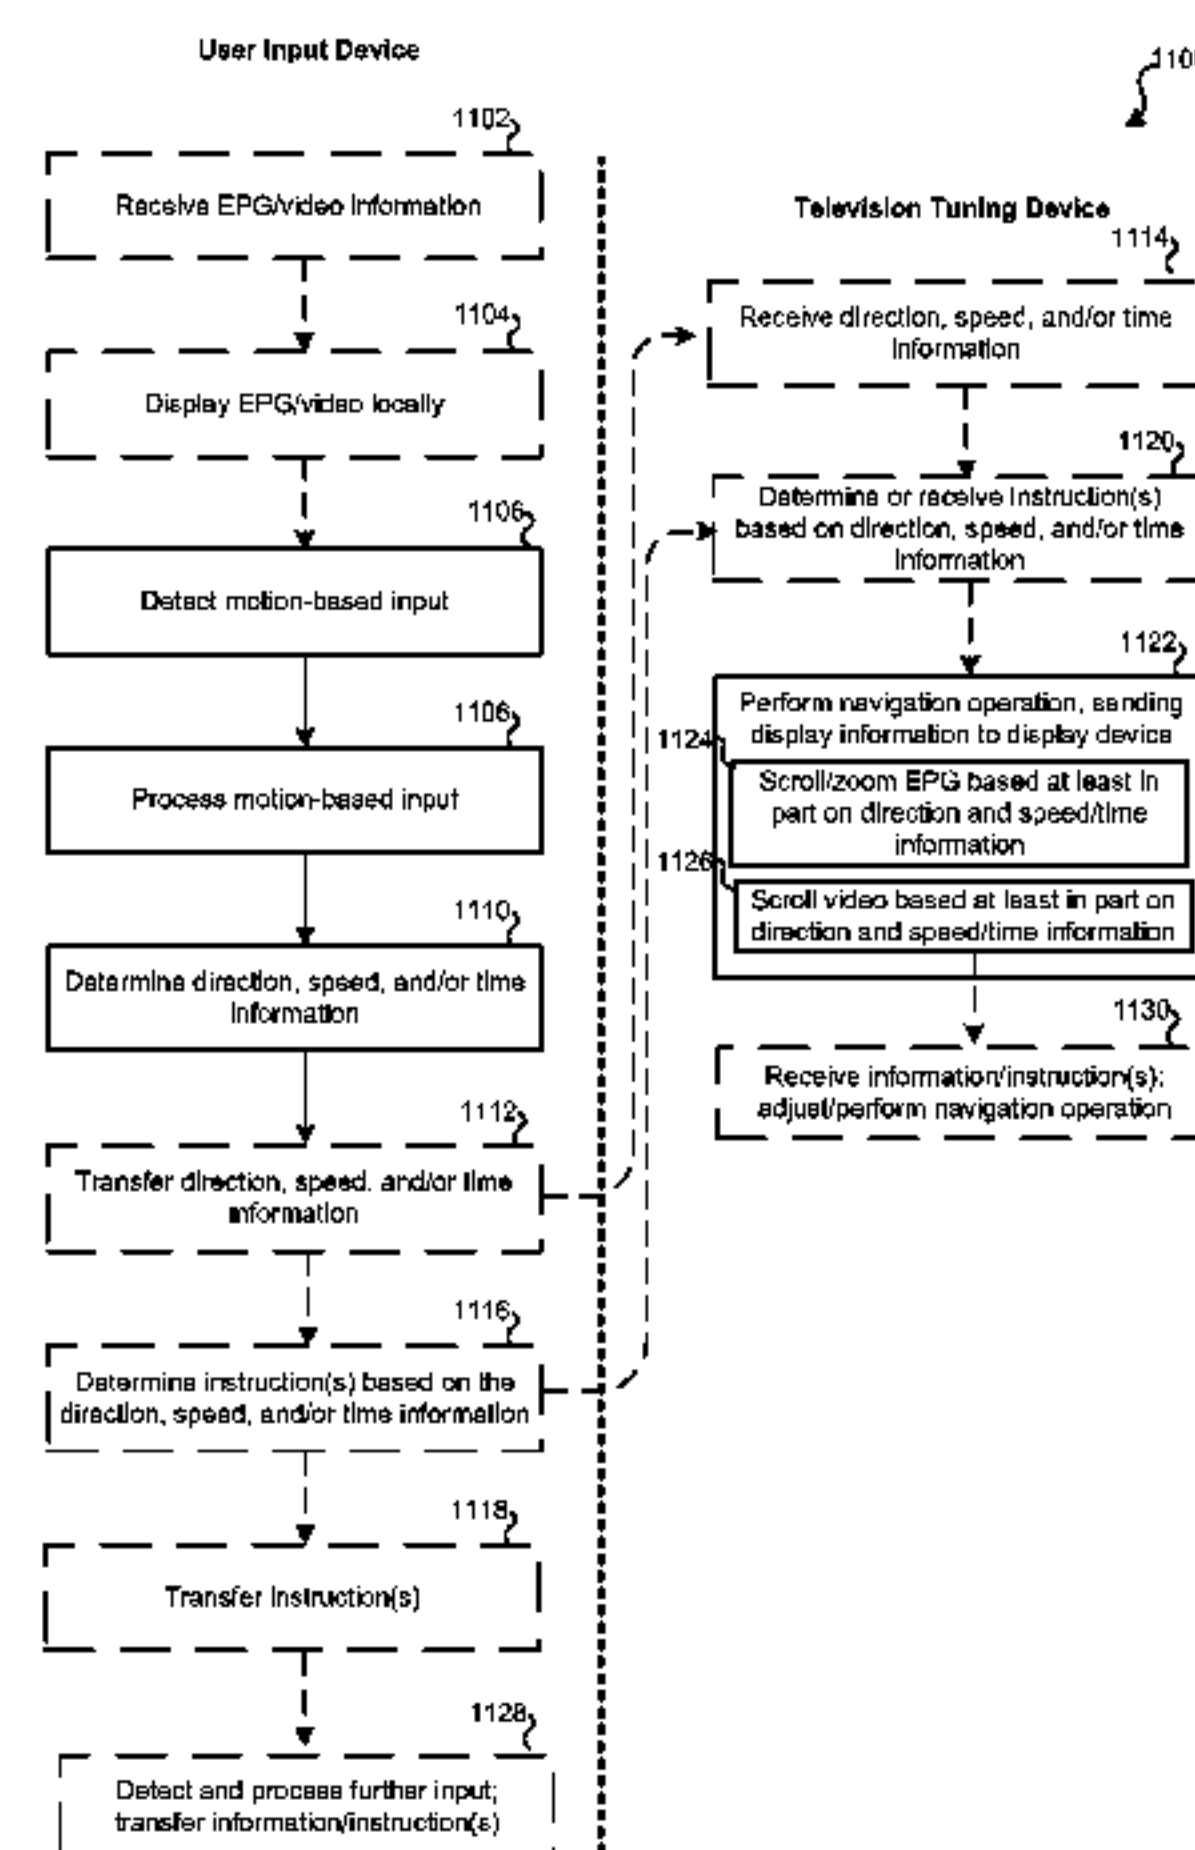 User Input Device
1102
Receive EPG/video Information
1104
Display EPG/video locally
1106
Detect motion-based input
1106
Process motion-based input
1110
Determine direction, speed, and/or time
Information
1112
Transfer direction, speed, and/or time
information
1116
Determine instruction(s) based on the
direction, speed, and/or time information
1118
Transfer Instruction(s)
1128
Detect and process further input;
transfer information/instruction(s)
110
Television Tuning Device
1114
Receive direction, speed, and/or time
Information
1120
Determine or receive Instruction(s)
based on direction, speed, and/or time
Information
1122
Perform navigation operation, sending
display information to display device
1124
Scroll/zoom EPG based at least in
part on direction and speed/time
information
1126
Scroll video based at least in part on
direction and speed/time information
1130
Receive information/instruction(s);
adjust/perform navigation operation